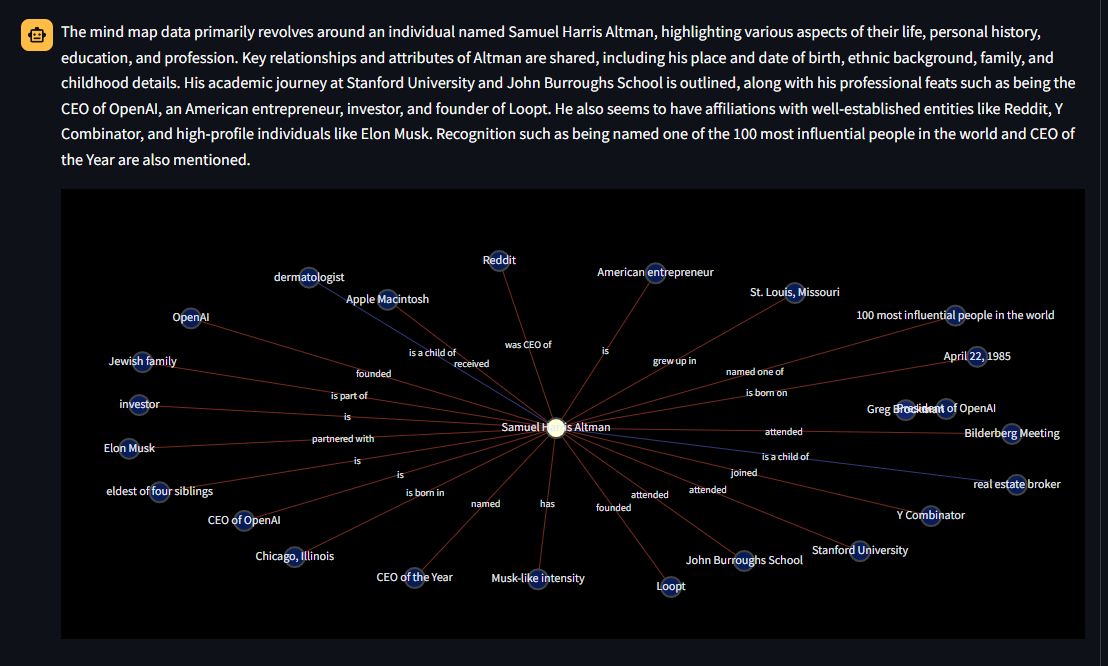 The mind map data primarily revolves around an individual named Samuel Harris Altman, highlighting various aspects of their life, personal history,
education, and profession. Key relationships and attributes of Altman are shared, including his place and date of birth, ethnic background, family, and
childhood details. His academic journey at Stanford University and John Burroughs School is outlined, along with his professional feats such as being the
CEO of OpenAI, an American entrepreneur, investor, and founder of Loopt. He also seems to have affiliations with well-established entities like Reddit, Y
Combinator, and high-profile individuals like Elon Musk. Recognition such as being named one of the 100 most influential people in the world and CEO of
the Year are also mentioned.
Reddit
dermatologist
American entrepreneur
Apple Macintosh
St. Louis, Missouri
OpenAI
100 most influential people in the world
was CEO of
is
is a child of
April 22, 1985
Jewish family
received
grew up in
founded
named one of
is part of
is born on
investor
is
Greg Brockman
President of OpenAI
Samuel Harris Altman
attended
Bilderberg Meeting
partnered with
Elon Musk
is
is a child of
is
joined
real estate broker
eldest of four siblings
is born in
attended
attended
named
has
founded
Y Combinator
CEO of OpenAI
Chicago, Illinois
Stanford University
John Burroughs School
CEO of the Year
Musk-like intensity
Loopt